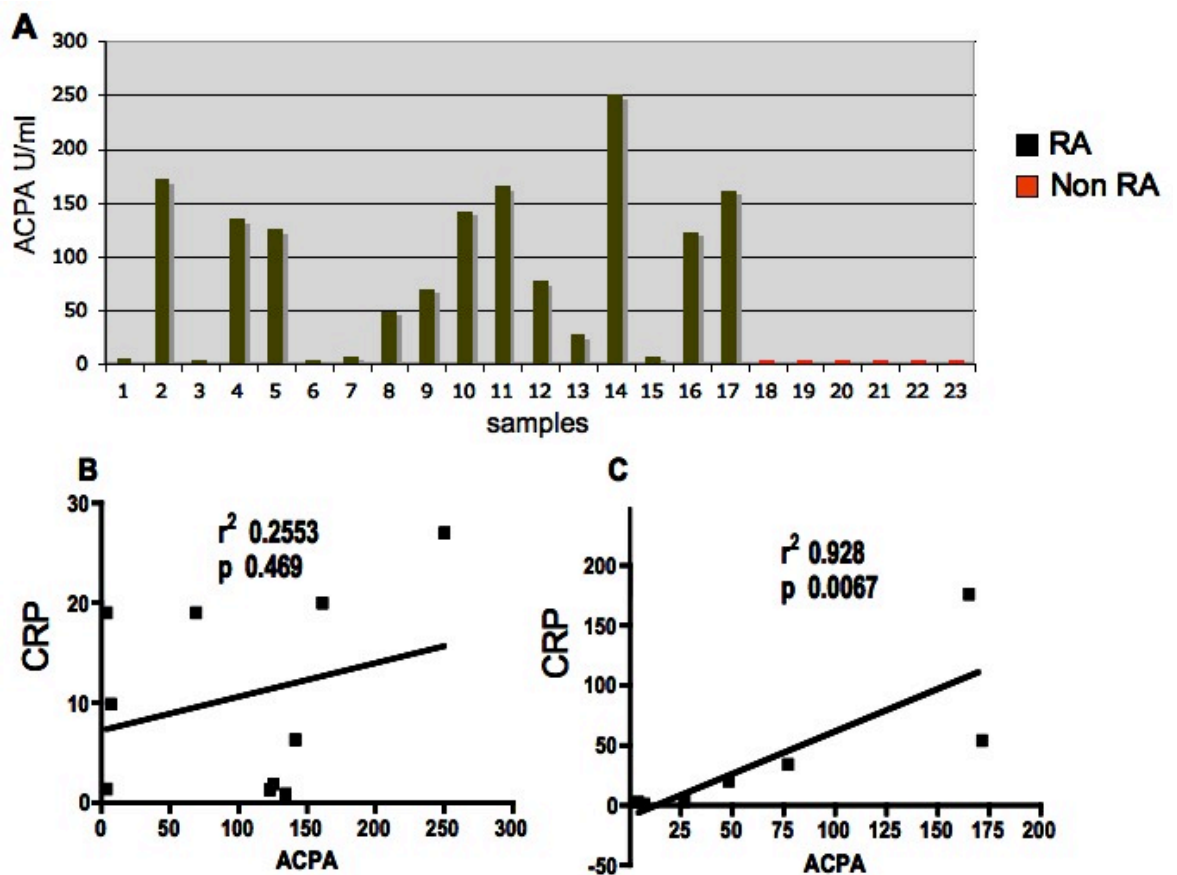 A
300
250
200
150
100
50
0
ACPA U/ml
1 2 3 4 5 6 7 8 9 10 11 12 13 14 15 16 17 18 19 20 21 22 23
samples
RA
Non RA
B
30
20
10
0
CRP
r² 0.2553
p 0.469
0 50 100 150 200 250 300
ACPA
C
200
150
100
50
0
-50
CRP
r² 0.928
p 0.0067
25 50 75 100 125 150 175 200
ACPA